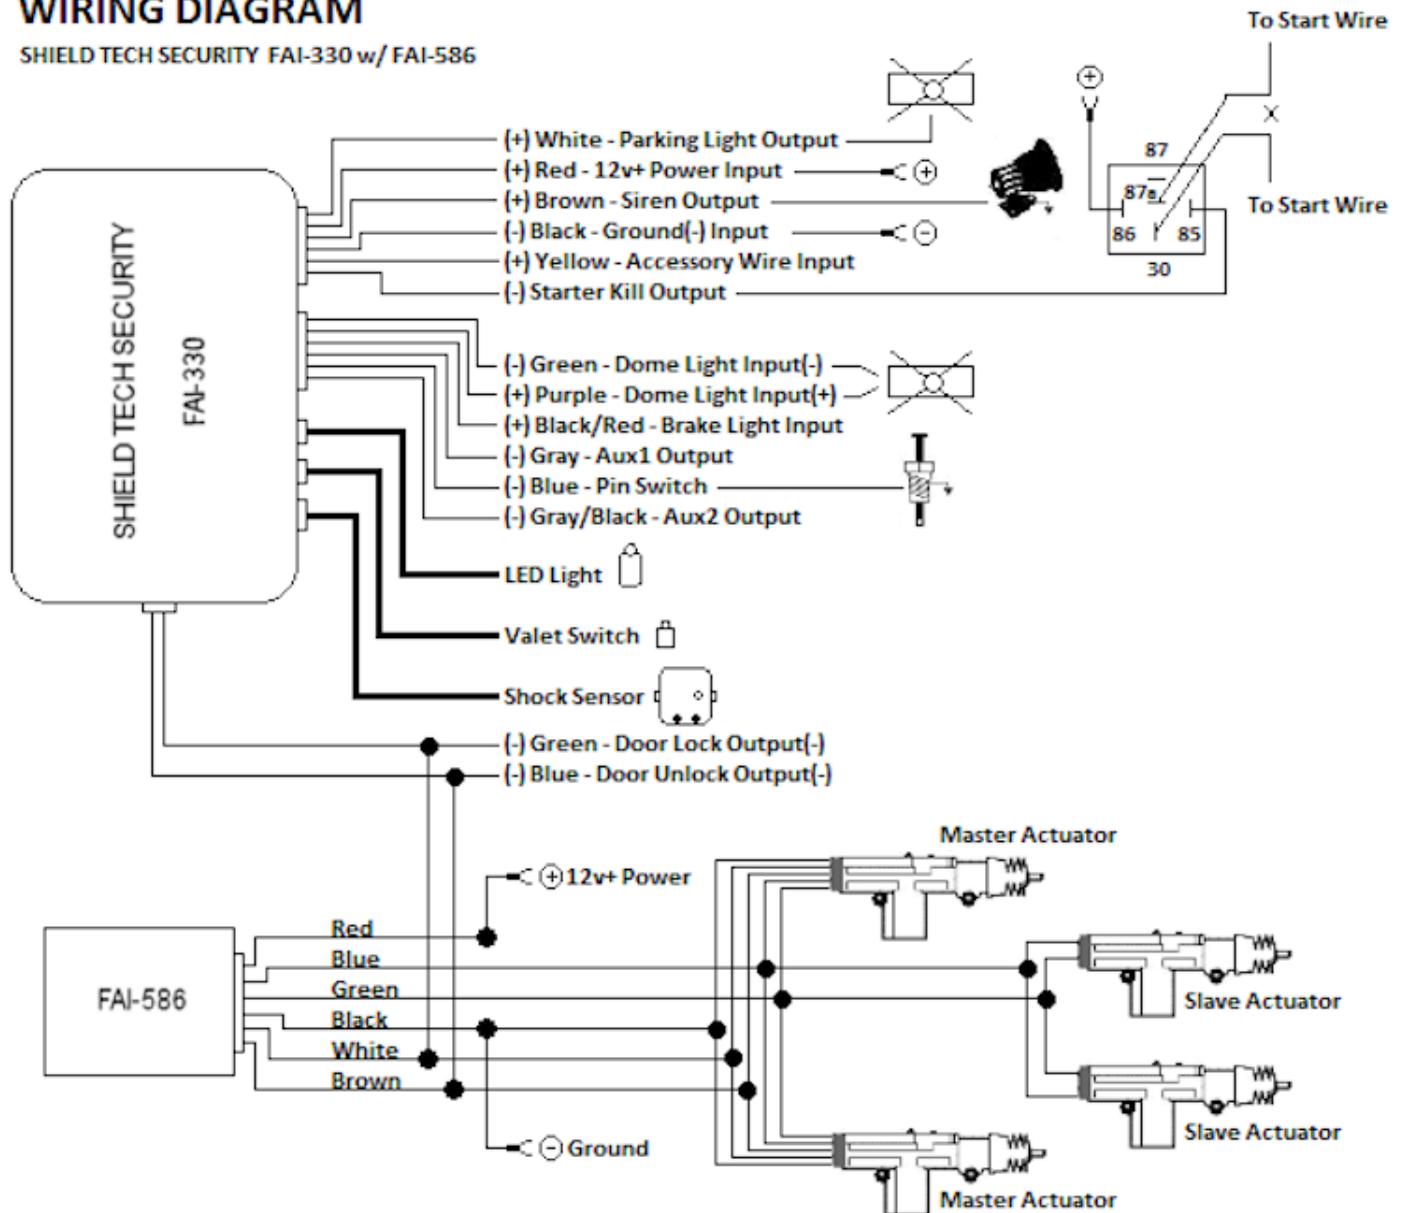 WIRING DIAGRAM
SHIELD TECH SECURITY FAI-330 w/ FAI-586
To Start Wire
(+) White - Parking Light Output
(+) Red - 12v+ Power Input
(+) Brown - Siren Output
(-) Black - Ground(-) Input
(+) Yellow - Accessory Wire Input
(-) Starter Kill Output
87
87a
86
85
30
To Start Wire
SHIELD TECH SECURITY
FAI-330
(-) Green - Dome Light Input(-)
(+) Purple - Dome Light Input(+)
(+) Black/Red - Brake Light Input
(-) Gray - Aux1 Output
(-) Blue - Pin Switch
(-) Gray/Black - Aux2 Output
LED Light
Valet Switch
Shock Sensor
(-) Green - Door Lock Output(-)
(-) Blue - Door Unlock Output(-)
Master Actuator
12v+ Power
FAI-586
Red
Blue
Green
Black
White
Brown
Slave Actuator
Slave Actuator
Ground
Master Actuator